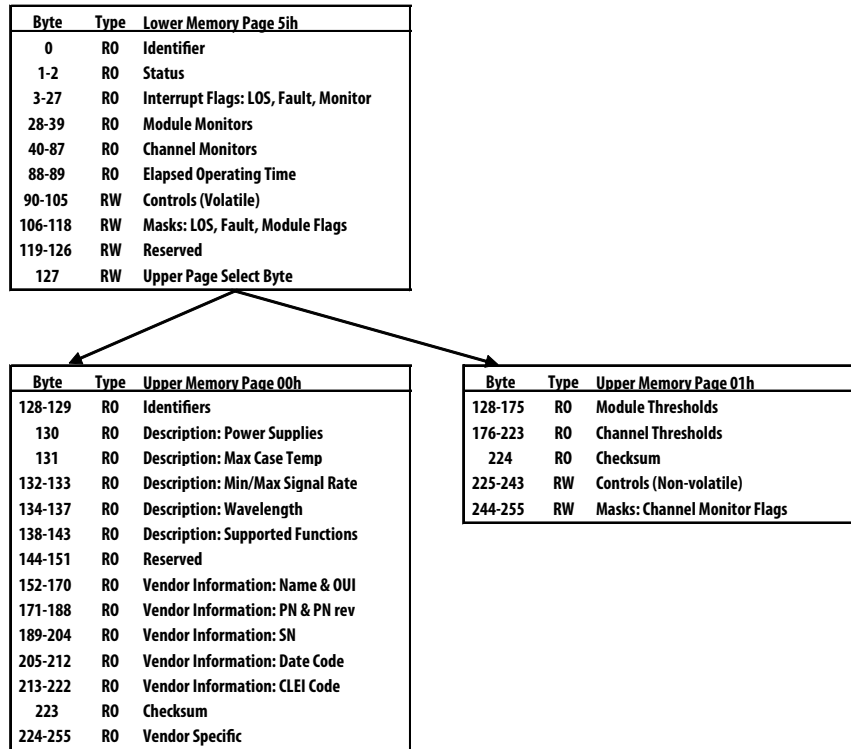 Byte Type Lower Memory Page 5ih
0 RO Identifier
1-2 RO Status
3-27 RO Interrupt Flags: LOS, Fault, Monitor
28-39 RO Module Monitors
40-87 RO Channel Monitors
88-89 RO Elapsed Operating Time
90-105 RW Controls (Volatile)
106-118 RW Masks: LOS, Fault, Module Flags
119-126 RW Reserved
127 RW Upper Page Select Byte
Byte Type Upper Memory Page 00h
128-129 RO Identifiers
130 RO Description: Power Supplies
131 RO Description: Max Case Temp
132-133 RO Description: Min/Max Signal Rate
134-137 RO Description: Wavelength
138-143 RO Description: Supported Functions
144-151 RO Reserved
152-170 RO Vendor Information: Name & OUI
171-188 RO Vendor Information: PN & PN rev
189-204 RO Vendor Information: SN
205-212 RO Vendor Information: Date Code
213-222 RO Vendor Information: CLEI Code
223 RO Checksum
224-255 RO Vendor Specific
Byte Type Upper Memory Page 01h
128-175 RO Module Thresholds
176-223 RO Channel Thresholds
224 RO Checksum
225-243 RW Controls (Non-volatile)
244-255 RW Masks: Channel Monitor Flags